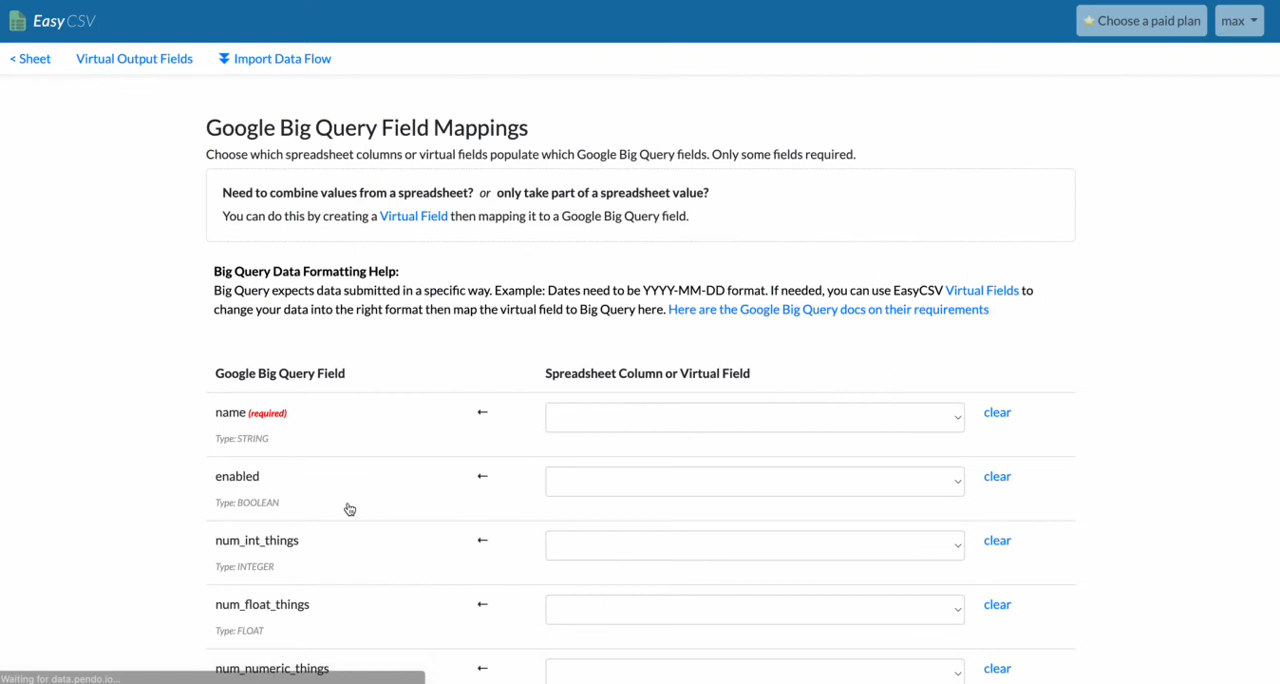 EasyCSV
Choose a paid plan
max
< Sheet
Virtual Output Fields
Import Data Flow
Google Big Query Field Mappings
Choose which spreadsheet columns or virtual fields populate which Google Big Query fields. Only some fields required.
Need to combine values from a spreadsheet? or only take part of a spreadsheet value?
You can do this by creating a Virtual Field then mapping it to a Google Big Query field.
Big Query Data Formatting Help:
Big Query expects data submitted in a specific way. Example: Dates need to be YYYY-MM-DD format. If needed, you can use EasyCSV Virtual Fields to
change your data into the right format then map the virtual field to Big Query here. Here are the Google Big Query docs on their requirements
Google Big Query Field
Spreadsheet Column or Virtual Field
name (required)
←
clear
Type: STRING
enabled
←
clear
Type: BOOLEAN
num_int_things
←
clear
Type: INTEGER
num_float_things
←
clear
Type: FLOAT
num_numeric_things
←
clear
Waiting for data.pendo.io...